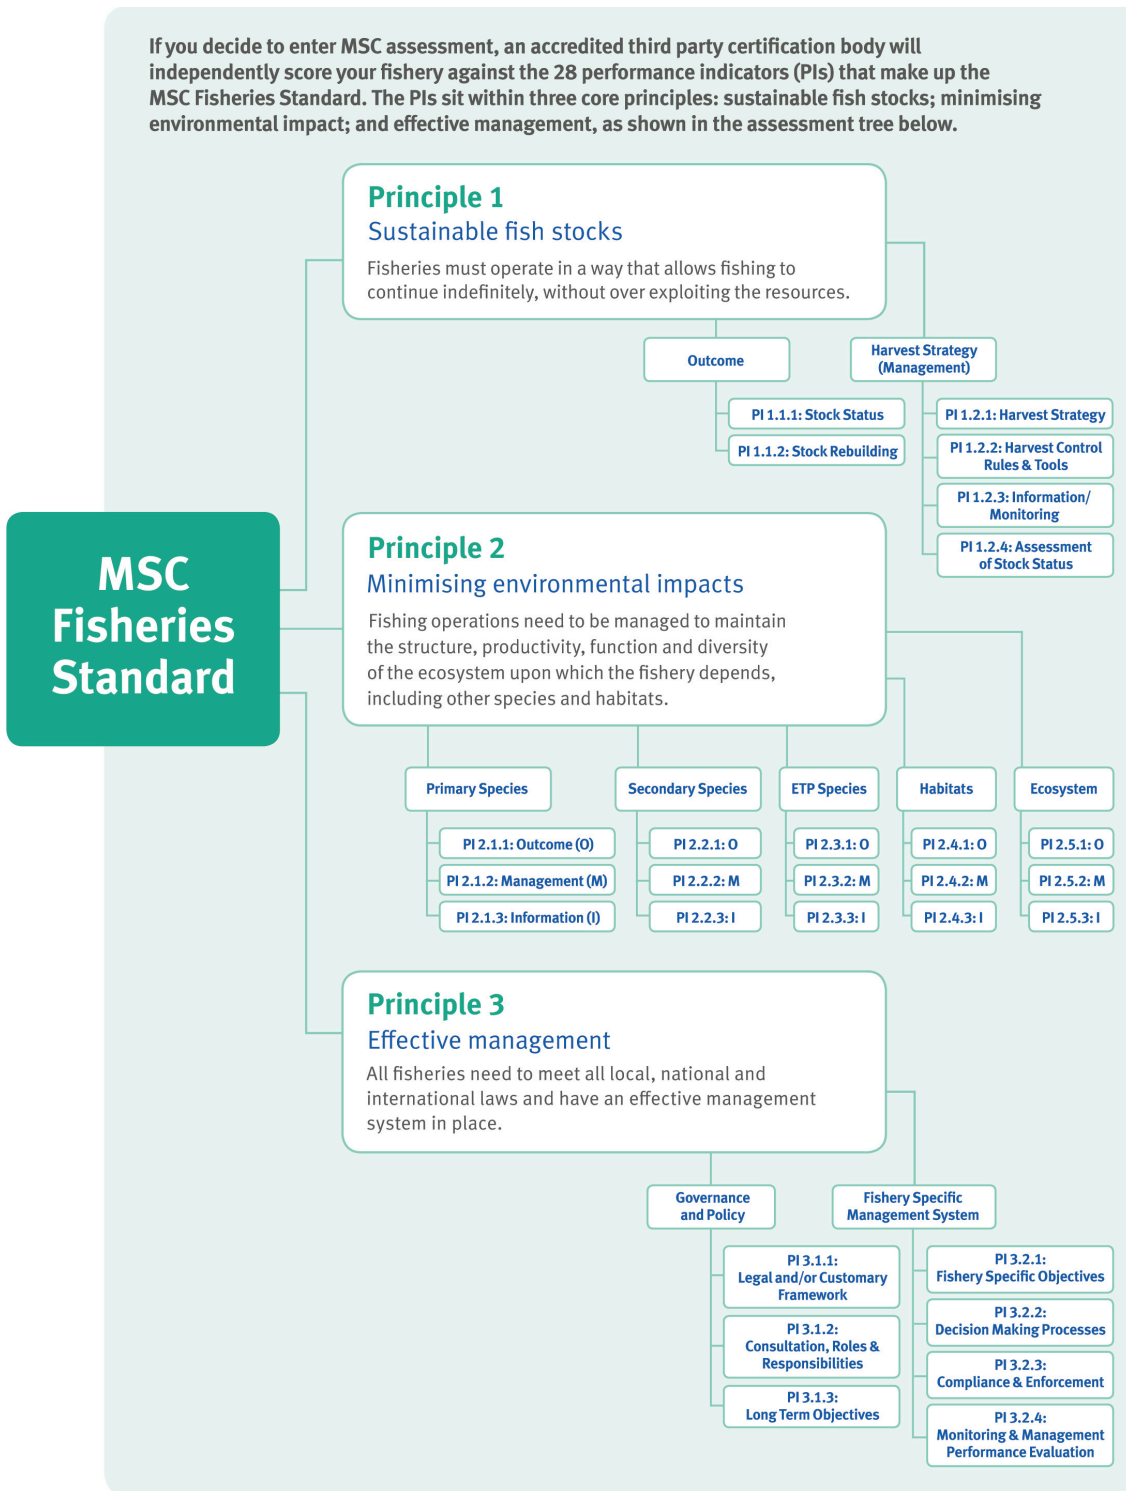 If you decide to enter MSC assessment, an accredited third party certification body will
independently score your fishery against the 28 performance indicators (PIs) that make up the
MSC Fisheries Standard. The PIs sit within three core principles: sustainable fish stocks; minimising
environmental impact; and effective management, as shown in the assessment tree below.
MSC
Fisheries
Standard
Principle 1
Sustainable fish stocks
Fisheries must operate in a way that allows fishing to
continue indefinitely, without over exploiting the resources.
Outcome
PI 1.1.1: Stock Status
PI 1.1.2: Stock Rebuilding
Harvest Strategy
(Management)
PI 1.2.1: Harvest Strategy
PI 1.2.2: Harvest Control
Rules & Tools
PI 1.2.3: Information/
Monitoring
PI 1.2.4: Assessment
of Stock Status
Principle 2
Minimising environmental impacts
Fishing operations need to be managed to maintain
the structure, productivity, function and diversity
of the ecosystem upon which the fishery depends,
including other species and habitats.
Primary Species
PI 2.1.1: Outcome (O)
PI 2.1.2: Management (M)
PI 2.1.3: Information (I)
Secondary Species
PI 2.2.1: O
PI 2.2.2: M
PI 2.2.3: I
ETP Species
PI 2.3.1: O
PI 2.3.2: M
PI 2.3.3: I
Habitats
PI 2.4.1: O
PI 2.4.2: M
PI 2.4.3: I
Ecosystem
PI 2.5.1: O
PI 2.5.2: M
PI 2.5.3: I
Principle 3
Effective management
All fisheries need to meet all local, national and
international laws and have an effective management
system in place.
Governance
and Policy
PI 3.1.1:
Legal and/or Customary
Framework
PI 3.1.2:
Consultation, Roles &
Responsibilities
PI 3.1.3:
Long Term Objectives
Fishery Specific
Management System
PI 3.2.1:
Fishery Specific Objectives
PI 3.2.2:
Decision Making Processes
PI 3.2.3:
Compliance & Enforcement
PI 3.2.4:
Monitoring & Management
Performance Evaluation